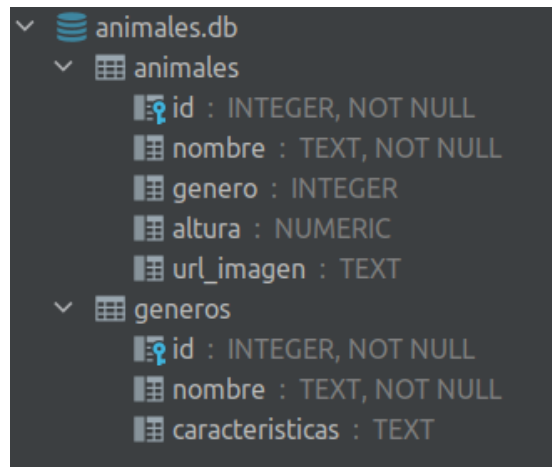 animales.db
animales
id : INTEGER, NOT NULL
nombre : TEXT, NOT NULL
genero : INTEGER
altura : NUMERIC
url_imagen : TEXT
generos
id : INTEGER, NOT NULL
nombre : TEXT, NOT NULL
caracteristicas : TEXT